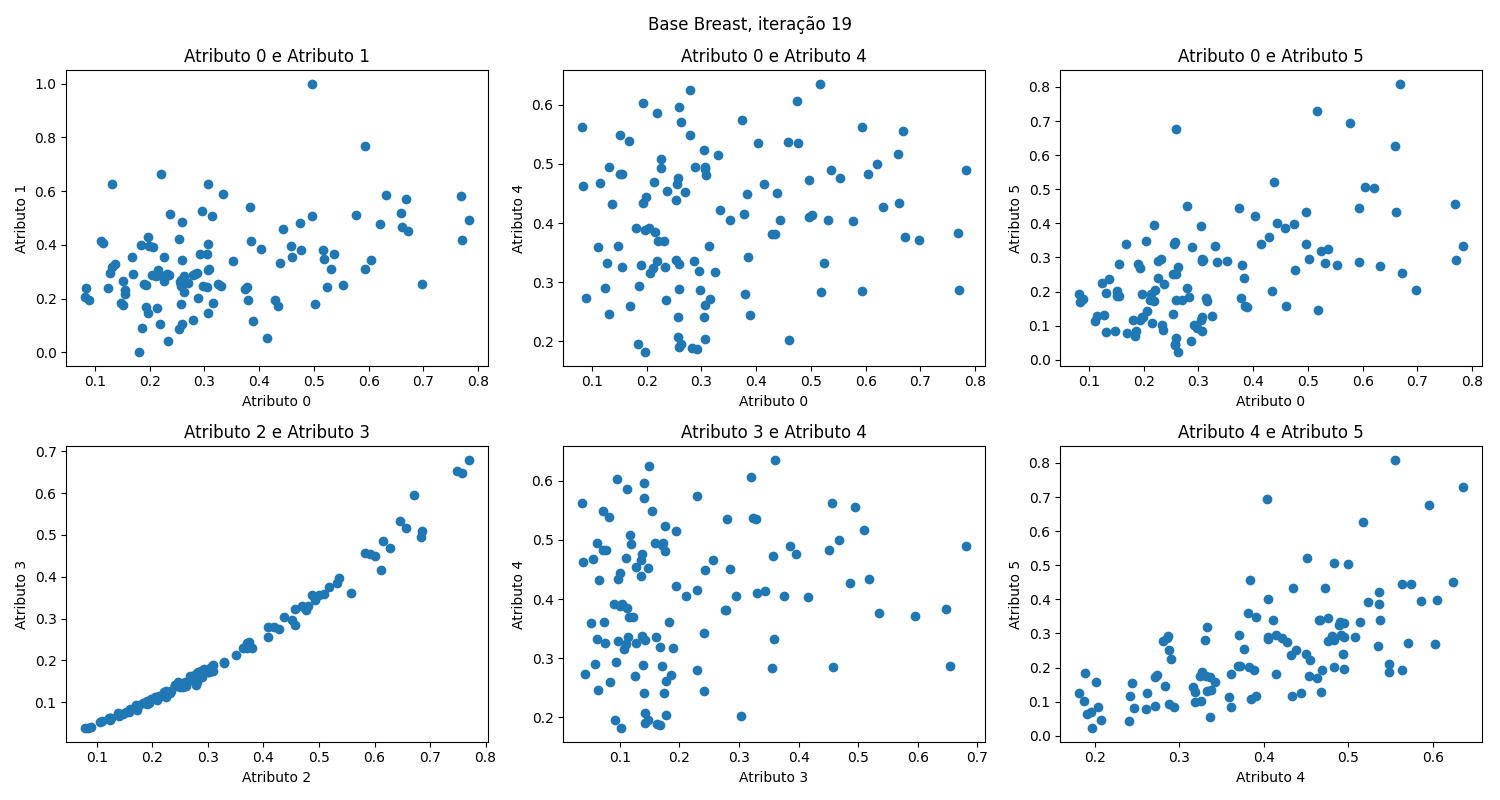 Base Breast, iteração 19
Atributo 0 e Atributo 1
Atributo 1
1.0
0.8
0.6
0.4
0.2
0.0
0.1 0.2 0.3 0.4 0.5 0.6 0.7 0.8
Atributo 0
Atributo 0 e Atributo 4
Atributo 4
0.6
0.5
0.4
0.3
0.2
0.1 0.2 0.3 0.4 0.5 0.6 0.7 0.8
Atributo 0
Atributo 0 e Atributo 5
Atributo 5
0.8
0.7
0.6
0.5
0.4
0.3
0.2
0.1
0.0
0.1 0.2 0.3 0.4 0.5 0.6 0.7 0.8
Atributo 0
Atributo 2 e Atributo 3
Atributo 3
0.7
0.6
0.5
0.4
0.3
0.2
0.1
0.1 0.2 0.3 0.4 0.5 0.6 0.7 0.8
Atributo 2
Atributo 3 e Atributo 4
Atributo 4
0.6
0.5
0.4
0.3
0.2
0.1 0.2 0.3 0.4 0.5 0.6 0.7
Atributo 3
Atributo 4 e Atributo 5
Atributo 5
0.8
0.7
0.6
0.5
0.4
0.3
0.2
0.1
0.0
0.2 0.3 0.4 0.5 0.6
Atributo 4